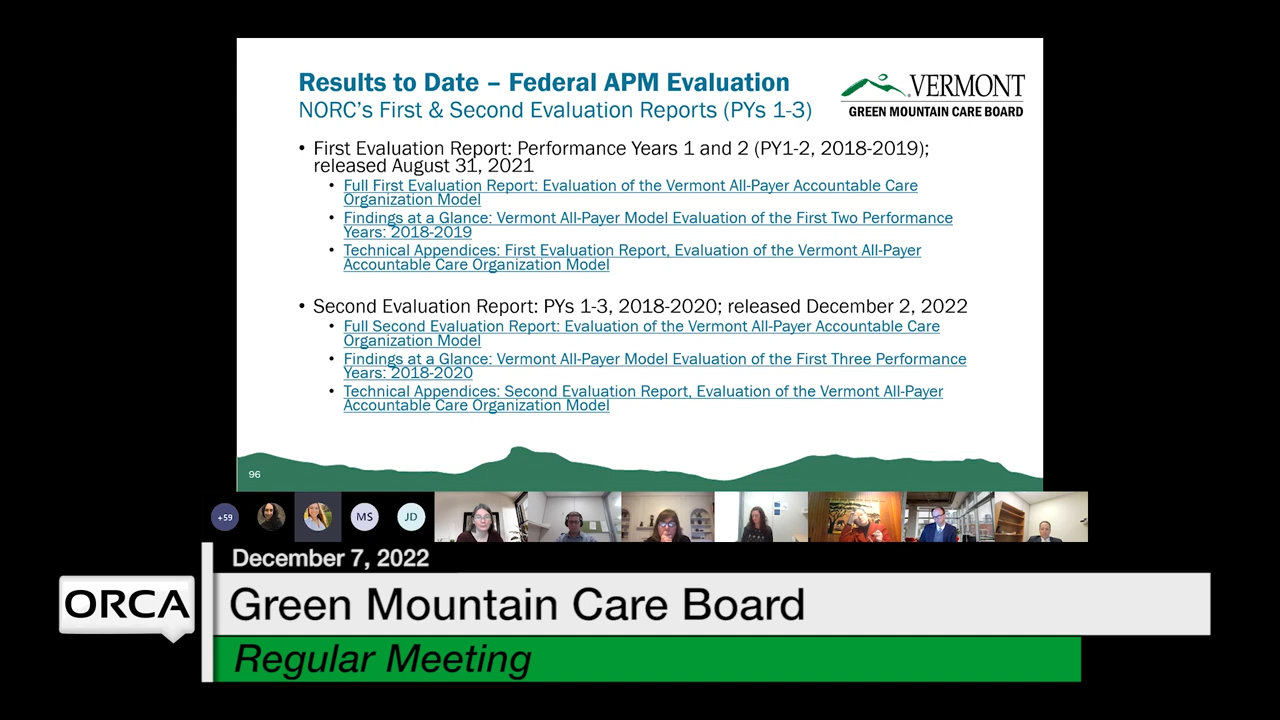 Results to Date – Federal APM Evaluation
NORC's First & Second Evaluation Reports (PYs 1-3)
VERMONT
GREEN MOUNTAIN CARE BOARD
• First Evaluation Report: Performance Years 1 and 2 (PY1-2, 2018-2019);
released August 31, 2021
• Full First Evaluation Report: Evaluation of the Vermont All-Payer Accountable Care
Organization Model
• Findings at a Glance: Vermont All-Payer Model Evaluation of the First Two Performance
Years: 2018-2019
• Technical Appendices: First Evaluation Report, Evaluation of the Vermont All-Payer
Accountable Care Organization Model
• Second Evaluation Report: PYs 1-3, 2018-2020; released December 2, 2022
• Full Second Evaluation Report: Evaluation of the Vermont All-Payer Accountable Care
Organization Model
• Findings at a Glance: Vermont All-Payer Model Evaluation of the First Three Performance
Years: 2018-2020
• Technical Appendices: Second Evaluation Report, Evaluation of the Vermont All-Payer
Accountable Care Organization Model
96
+59
MS
JD
December 7, 2022
ORCA
Green Mountain Care Board
Regular Meeting